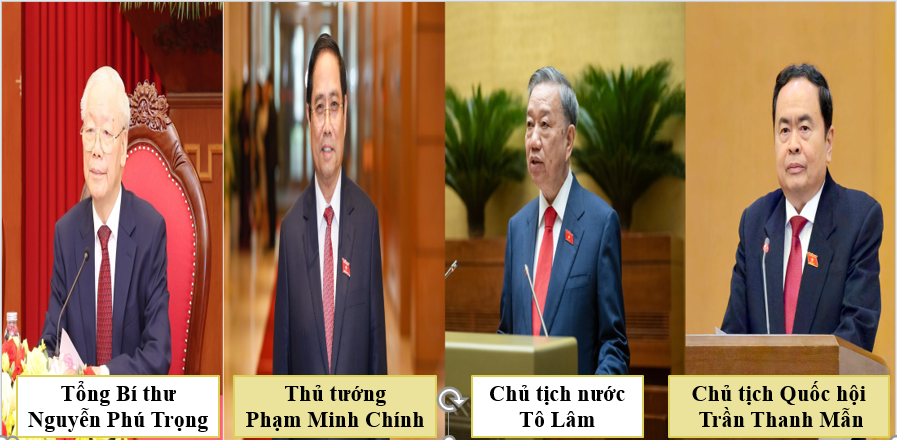 Tổng Bí thư
Nguyễn Phú Trọng
Thủ tướng
Phạm Minh Chính
Chủ tịch nước
Tô Lâm
Chủ tịch Quốc hội
Trần Thanh Mẫn